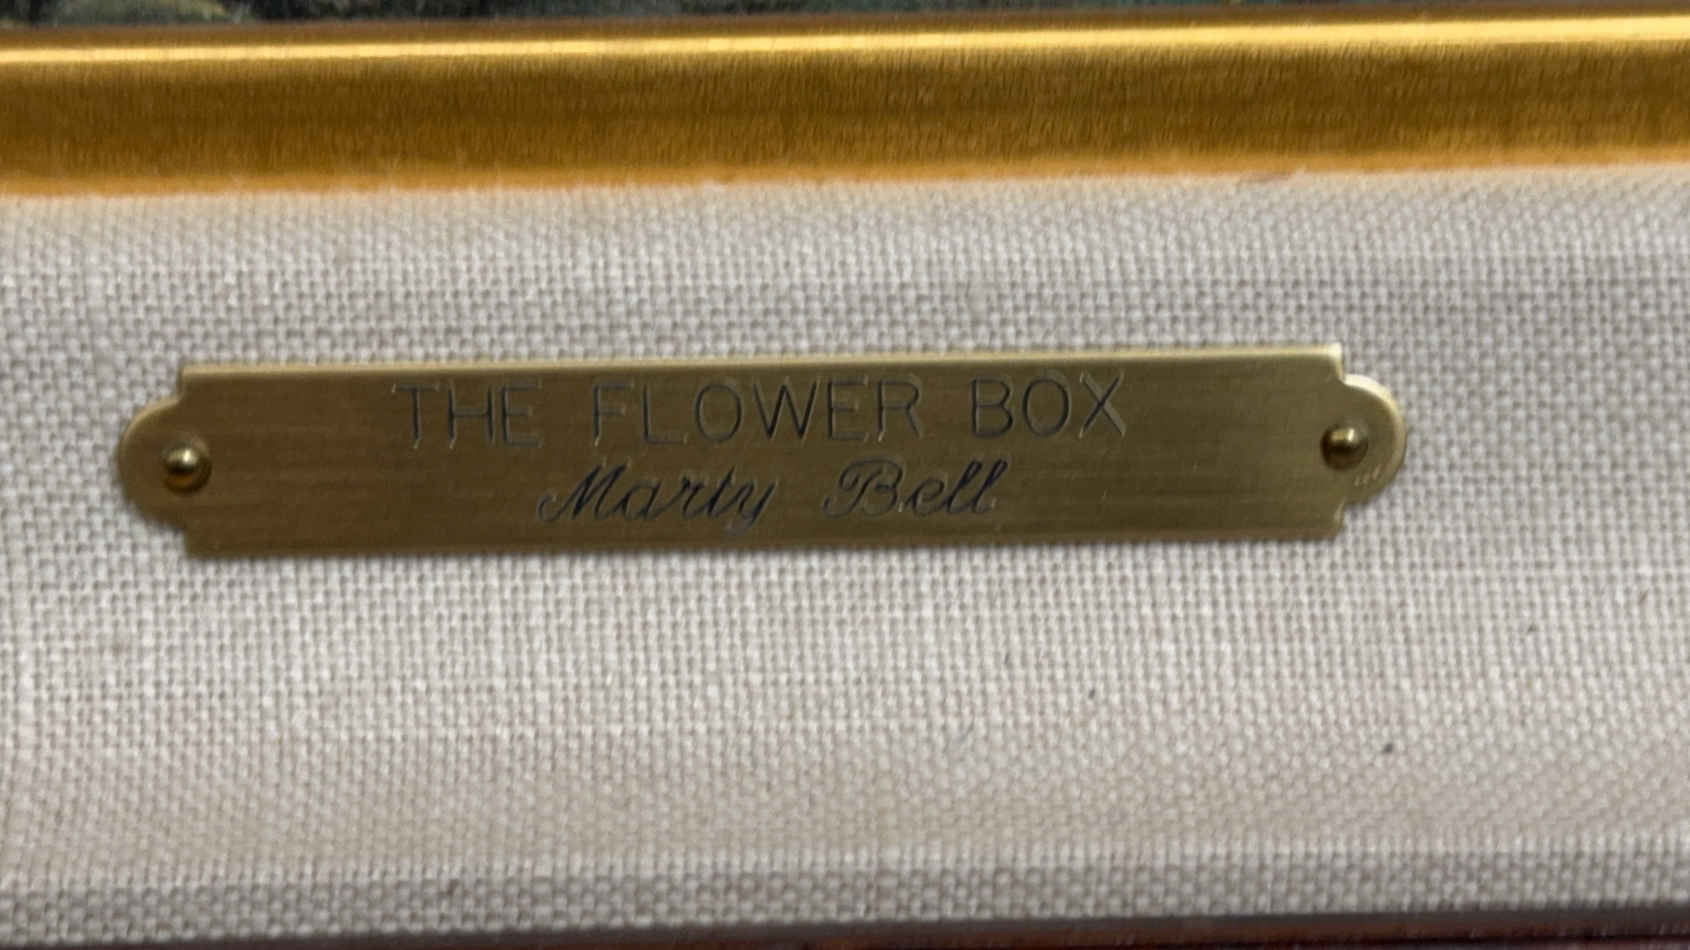 THE FLOWER BOX
Marty Bell